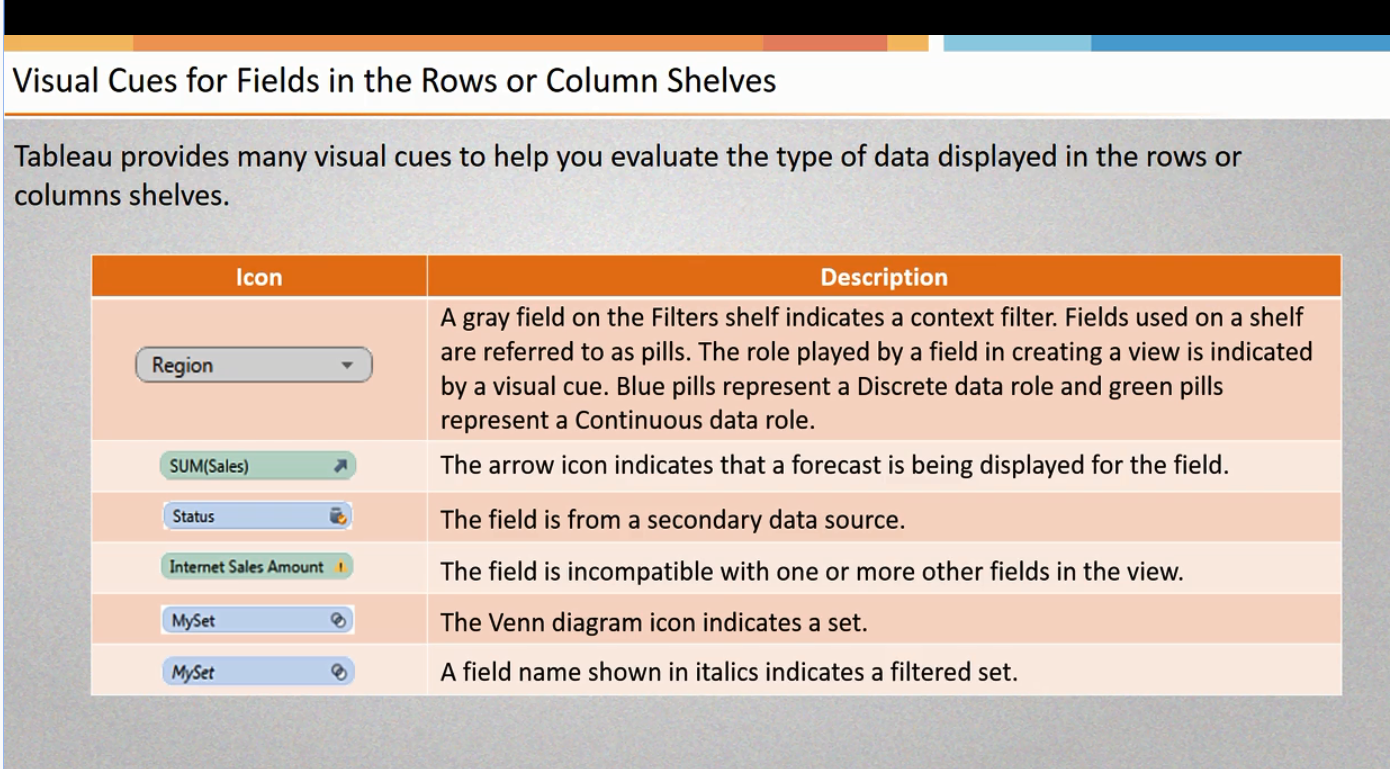 Visual Cues for Fields in the Rows or Column Shelves
Tableau provides many visual cues to help you evaluate the type of data displayed in the rows or
columns shelves.
Icon
Description
Region
A gray field on the Filters shelf indicates a context filter. Fields used on a shelf
are referred to as pills. The role played by a field in creating a view is indicated
by a visual cue. Blue pills represent a Discrete data role and green pills
represent a Continuous data role.
SUM(Sales)
The arrow icon indicates that a forecast is being displayed for the field.
Status
The field is from a secondary data source.
Internet Sales Amount
The field is incompatible with one or more other fields in the view.
MySet
The Venn diagram icon indicates a set.
MySet
A field name shown in italics indicates a filtered set.